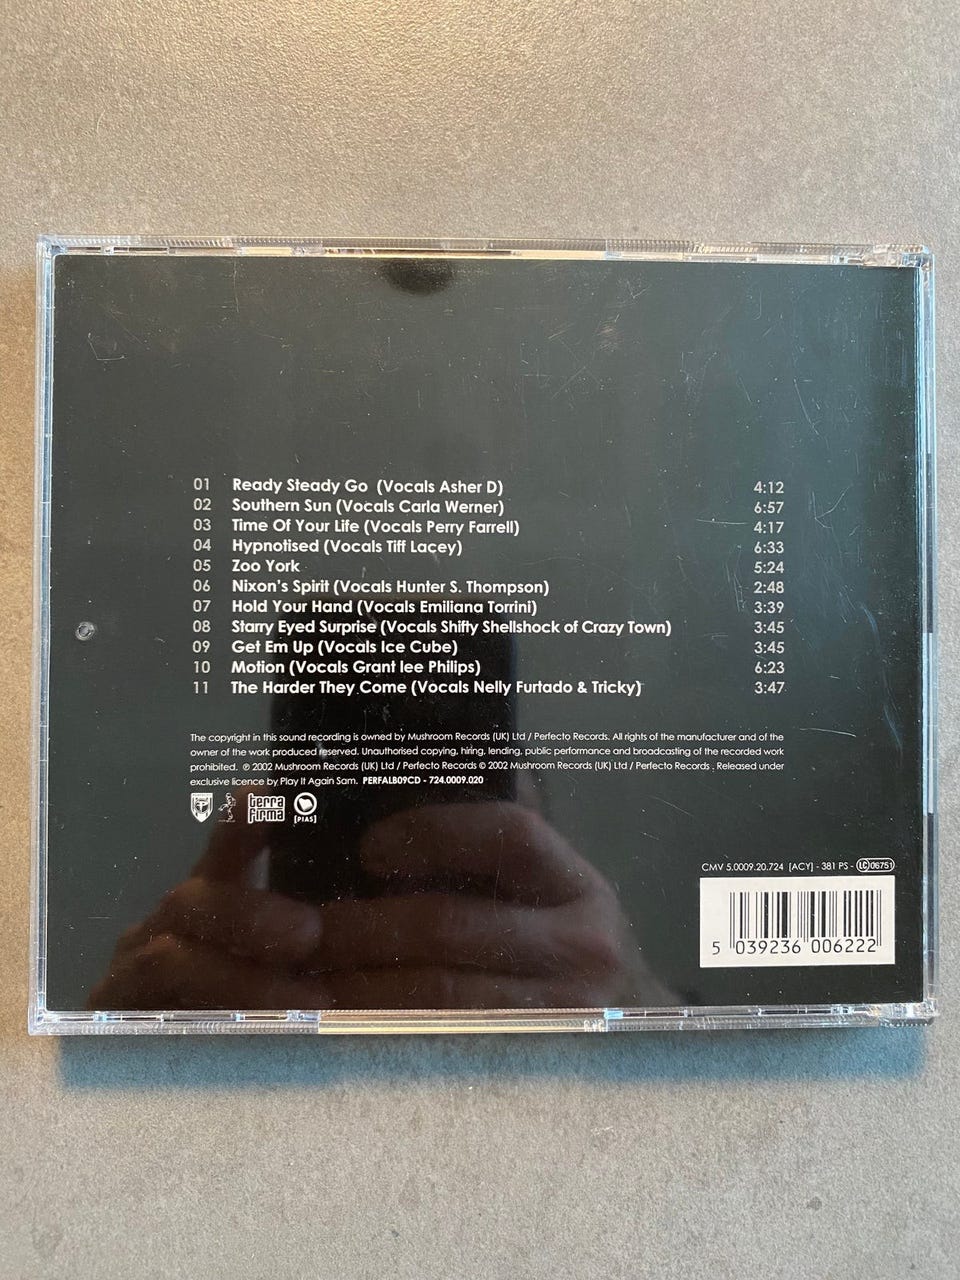 01 Ready Steady Go (Vocals Asher D) 4:12
02 Southern Sun (Vocals Carla Werner) 6:57
03 Time Of Your Life (Vocals Perry Farrell) 4:17
04 Hypnotised (Vocals Tiff Lacey) 6:33
05 Zoo York 5:24
06 Nixon's Spirit (Vocals Hunter S. Thompson) 2:48
07 Hold Your Hand (Vocals Emiliana Torrini) 3:39
08 Starry Eyed Surprise (Vocals Shifty Shellshock of Crazy Town) 3:45
09 Get Em Up (Vocals Ice Cube) 3:45
10 Motion (Vocals Grant lee Philips) 6:23
11 The Harder They Come (Vocals Nelly Furtado & Tricky) 3:47
The copyright in this sound recording is owned by Mushroom Records (UK) Ltd / Perfecto Records. All rights of the manufacturer and of the
owner of the work produced reserved. Unauthorised copying, hiring, lending, public performance and broadcasting of the recorded work
prohibited. ℗ 2002 Mushroom Records (UK) Ltd / Perfecto Records © 2002 Mushroom Records (UK) Ltd / Perfecto Records . Released under
exclusive licence by Play It Again Sam. PERFALB09CD - 724.0009.020
terra
firma
[PIAS]
CMV 5.0009.20.724 [ACY] - 381 PS - LC 06751
5 039236 006222